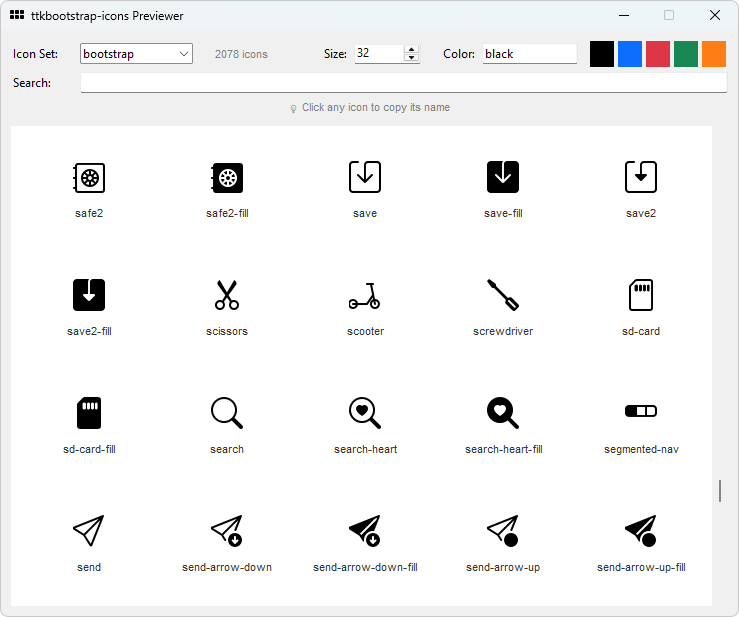 ttkbootstrap-icons Previewer
Icon Set: bootstrap 2078 icons Size: 32 Color: black
Search:
Click any icon to copy its name
safe2 safe2-fill save save-fill save2
save2-fill scissors scooter screwdriver sd-card
sd-card-fill search search-heart search-heart-fill segmented-nav
send send-arrow-down send-arrow-down-fill send-arrow-up send-arrow-up-fill